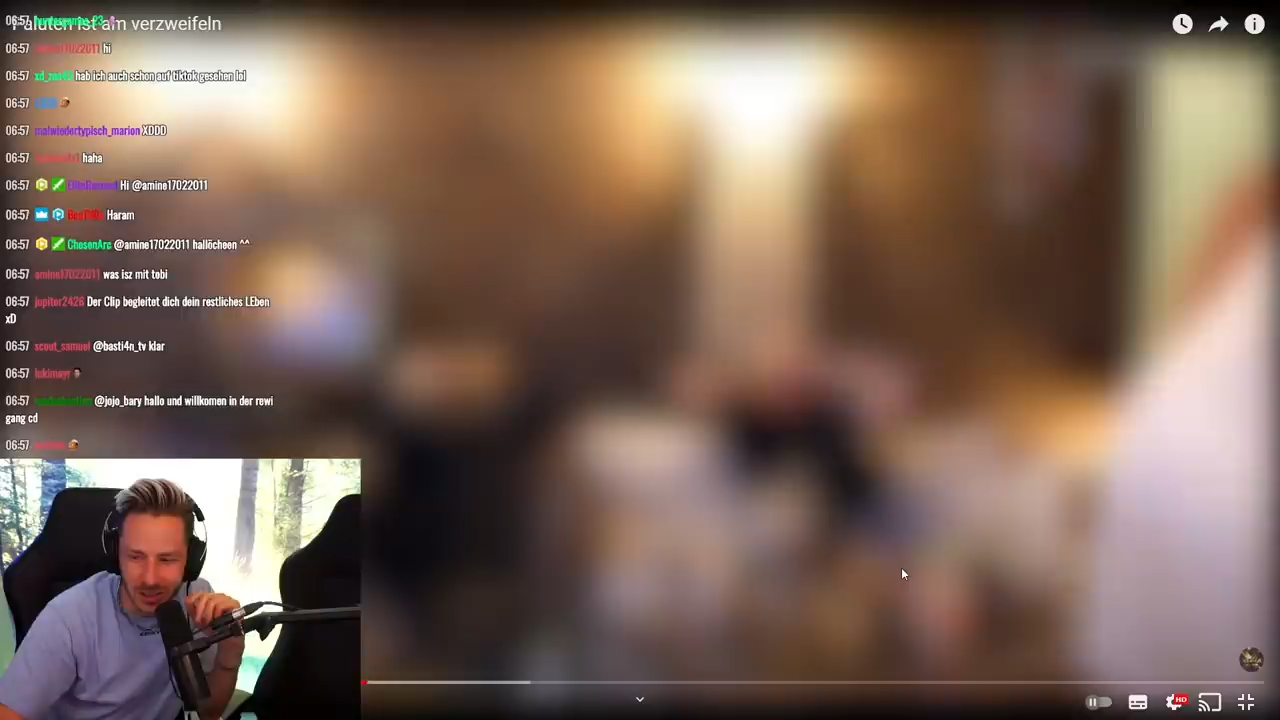 Paluten ist am verzweifeln
06:57
06:57 amine17022011 hi
06:57 hab ich auch schon auf tiktok gesehen lol
06:57
06:57 malwiedertypisch_marion XDDD
06:57 haha
06:57 Hi @amine17022011
06:57 Haram
06:57 ChosenArc @amine17022011 hallöcheen ^^
06:57 amine17022011 was isz mit tobi
06:57 jupiter2426 Der Clip begleitet dich dein restliches LEben
xD
06:57 scout_samuel @basti4n_tv klar
06:57 lukimayr
06:57 @jojo_bary hallo und willkomen in der rewi
gang cd
06:57
HD